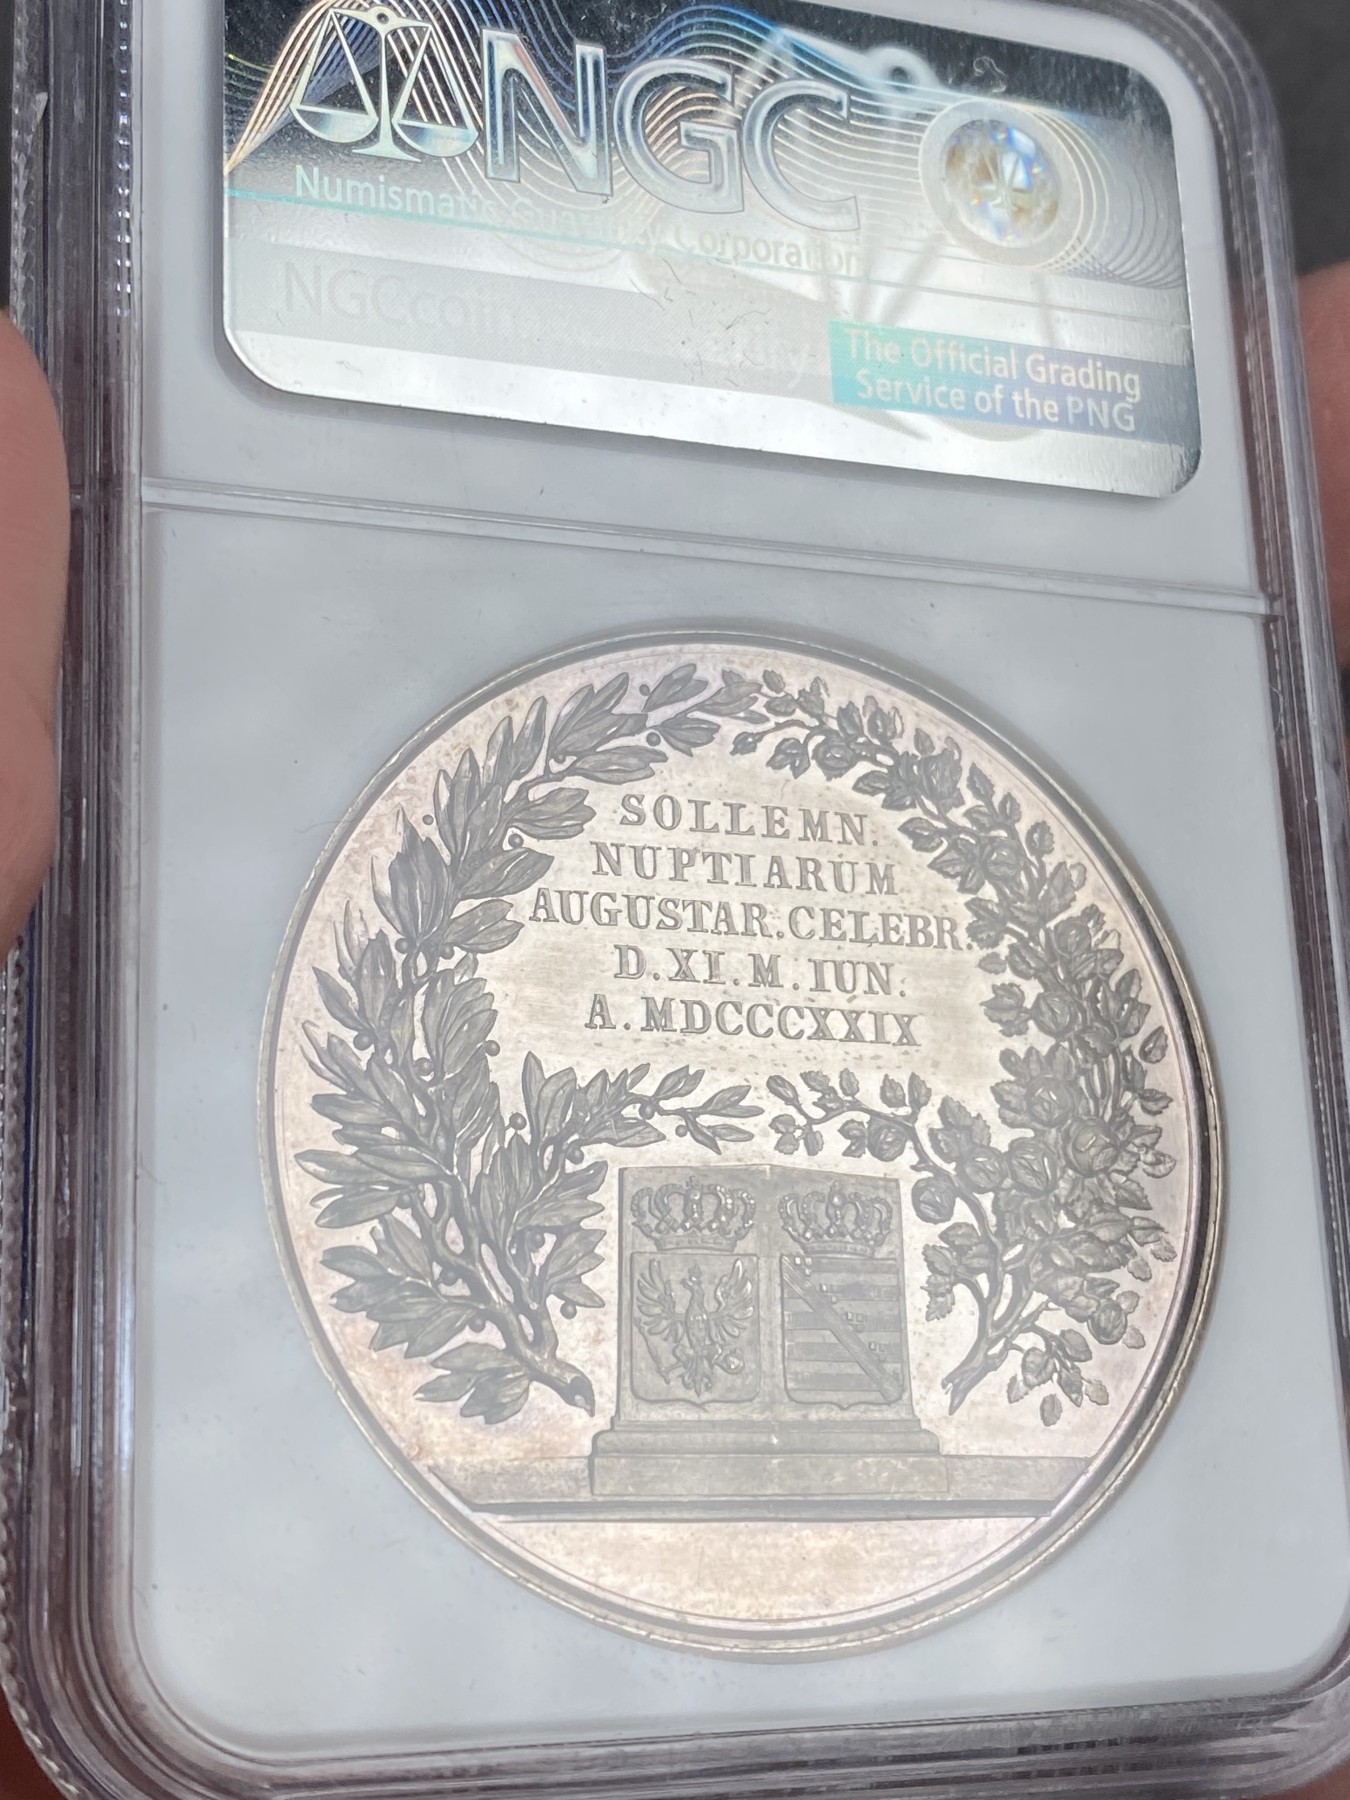 NGC
Numismatic Guaranty Corporation
The Official Grading
Service of the PNG
SOLLEMN.
NUPTIARUM
AUGUSTAR. CELEBR.
D. XI. M. IUN.
A. MDCCCXXIX